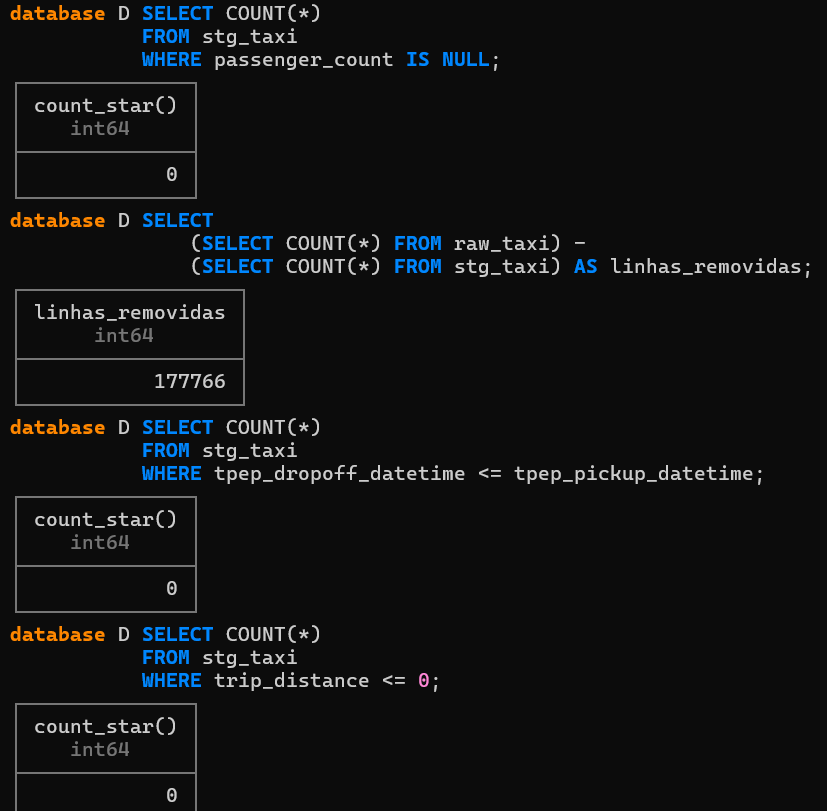 database D SELECT COUNT(*)
FROM stg_taxi
WHERE passenger_count IS NULL;
count_star()
int64
0
database D SELECT
(SELECT COUNT(*) FROM raw_taxi) -
(SELECT COUNT(*) FROM stg_taxi) AS linhas_removidas;
linhas_removidas
int64
177766
database D SELECT COUNT(*)
FROM stg_taxi
WHERE tpep_dropoff_datetime <= tpep_pickup_datetime;
count_star()
int64
0
database D SELECT COUNT(*)
FROM stg_taxi
WHERE trip_distance <= 0;
count_star()
int64
0